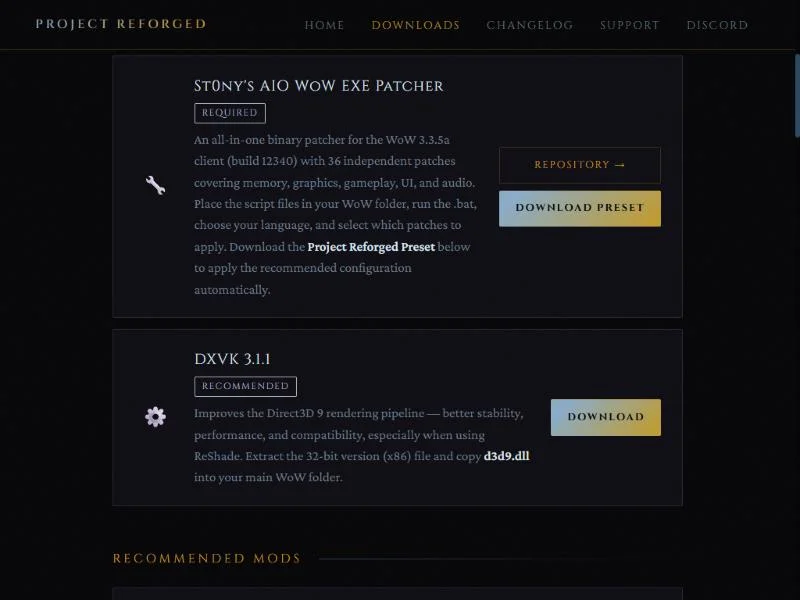 PROJECT REFORGED
HOME
DOWNLOADS
CHANGELOG
SUPPORT
DISCORD
St0ny's AIO WoW EXE Patcher
REQUIRED
An all-in-one binary patcher for the WoW 3.3.5a
client (build 12340) with 36 independent patches
covering memory, graphics, gameplay, UI, and audio.
Place the script files in your WoW folder, run the .bat,
choose your language, and select which patches to
apply. Download the Project Reforged Preset below
to apply the recommended configuration
automatically.
REPOSITORY →
DOWNLOAD PRESET
DXVK 3.1.1
RECOMMENDED
Improves the Direct3D 9 rendering pipeline — better stability,
performance, and compatibility, especially when using
ReShade. Extract the 32-bit version (x86) file and copy d3d9.dll
into your main WoW folder.
DOWNLOAD
RECOMMENDED MODS